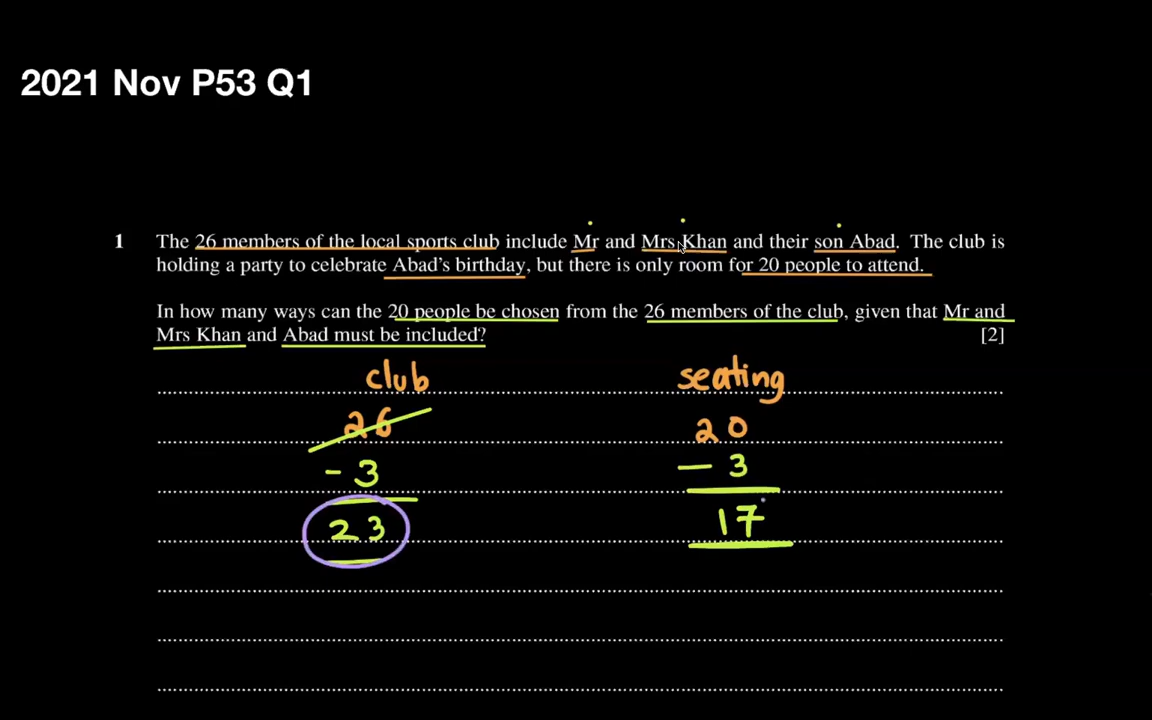 2021 Nov P53 Q1
1 The 26 members of the local sports club include Mr and Mrs Khan and their son Abad. The club is
holding a party to celebrate Abad's birthday, but there is only room for 20 people to attend.
In how many ways can the 20 people be chosen from the 26 members of the club, given that Mr and
Mrs Khan and Abad must be included? [2]
club seating
26 20
- 3 - 3
23 17